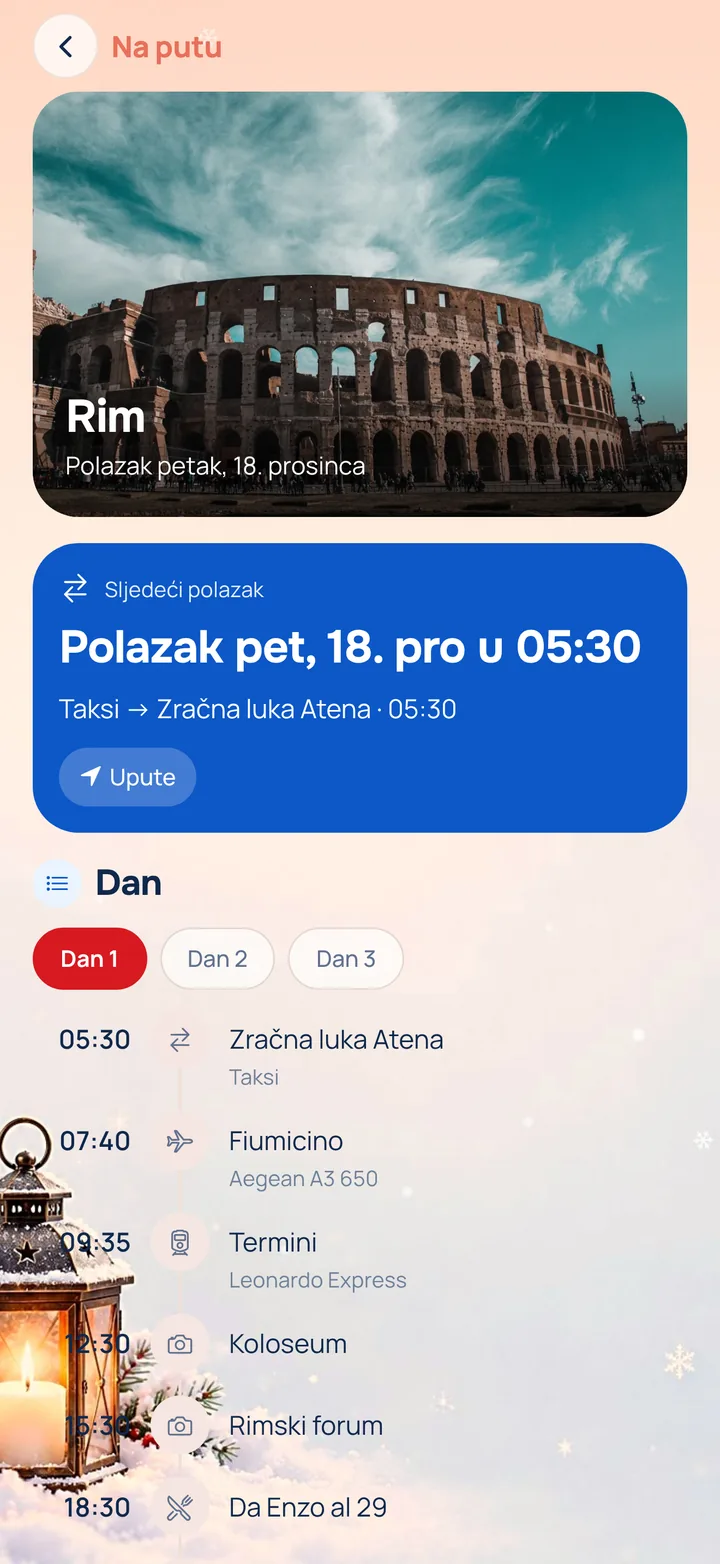 Na putu
Rim
Polazak petak, 18. prosinca
Sljedeći polazak
Polazak pet, 18. pro u 05:30
Taksi → Zračna luka Atena · 05:30
Upute
Dan
Dan 1 Dan 2 Dan 3
05:30 Zračna luka Atena
Taksi
07:40 Fiumicino
Aegean A3 650
09:35 Termini
Leonardo Express
12:30 Koloseum
15:30 Rimski forum
18:30 Da Enzo al 29